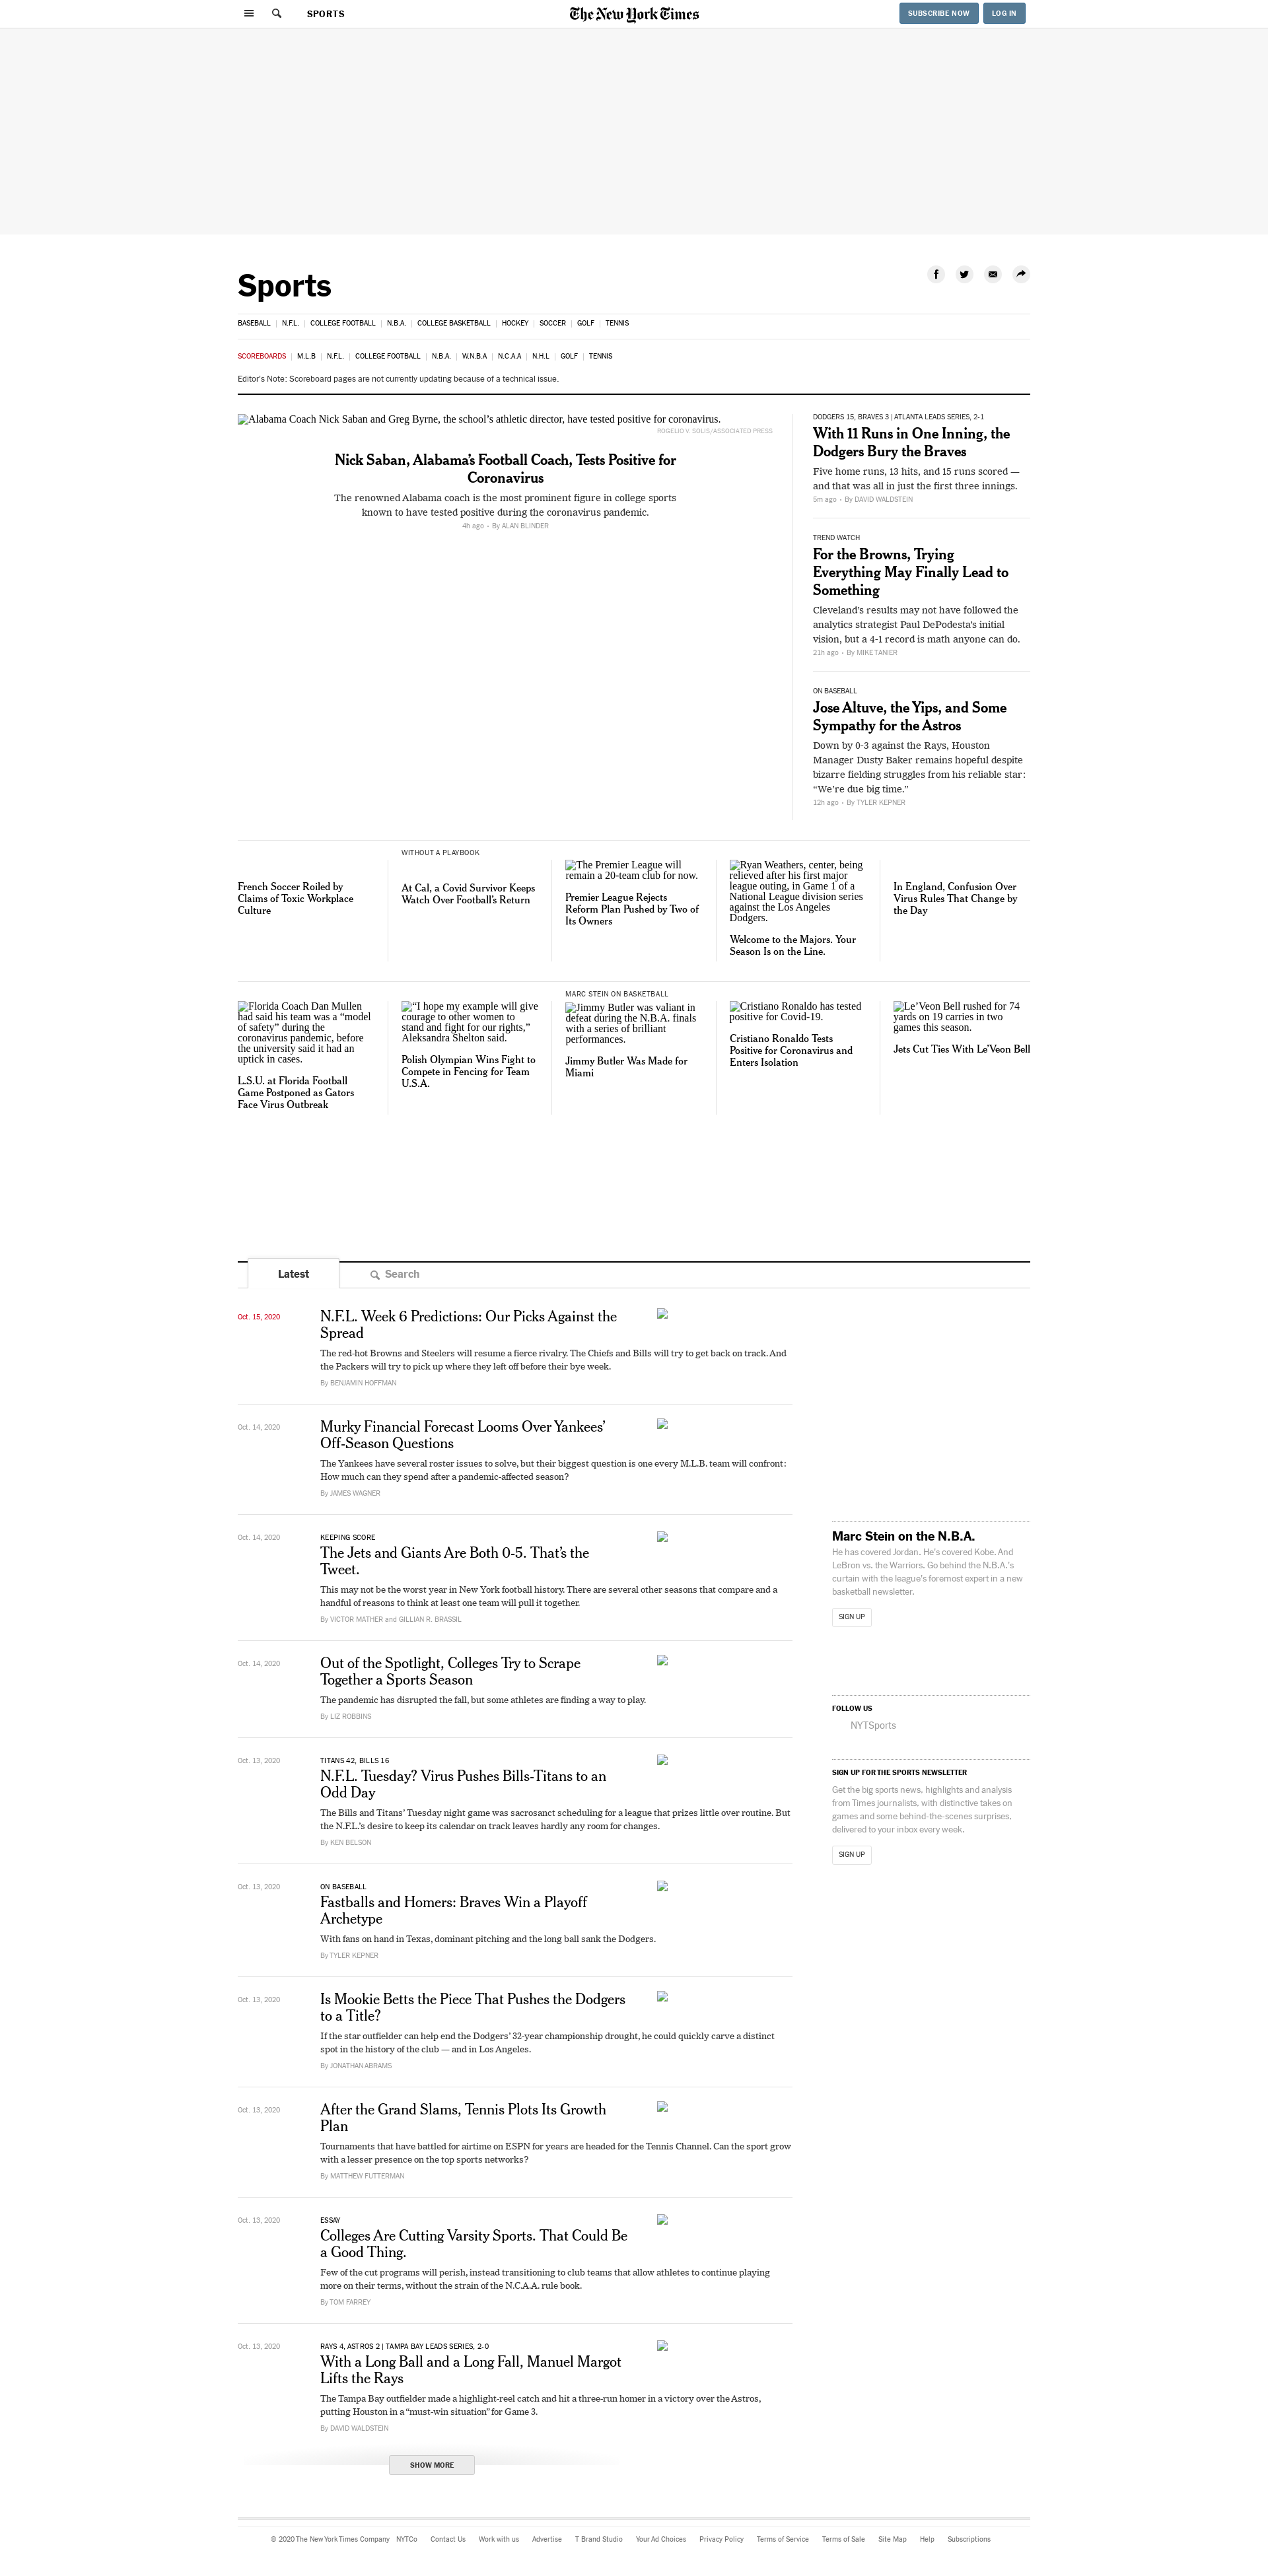 SPORTS
The New York Times
SUBSCRIBE NOW
LOG IN
Sports
BASEBALL N.F.L. COLLEGE FOOTBALL N.B.A. COLLEGE BASKETBALL HOCKEY SOCCER GOLF TENNIS
SCOREBOARDS M.L.B N.F.L. COLLEGE FOOTBALL N.B.A. W.N.B.A N.C.A.A N.H.L GOLF TENNIS
Editor's Note: Scoreboard pages are not currently updating because of a technical issue.
Alabama Coach Nick Saban and Greg Byrne, the school's athletic director, have tested positive for coronavirus.
ROGELIO V. SOLIS/ASSOCIATED PRESS
Nick Saban, Alabama's Football Coach, Tests Positive for
Coronavirus
The renowned Alabama coach is the most prominent figure in college sports
known to have tested positive during the coronavirus pandemic.
4h ago • By ALAN BLINDER
DODGERS 15, BRAVES 3 | ATLANTA LEADS SERIES, 2-1
With 11 Runs in One Inning, the
Dodgers Bury the Braves
Five home runs, 13 hits, and 15 runs scored —
and that was all in just the first three innings.
5m ago • By DAVID WALDSTEIN
TREND WATCH
For the Browns, Trying
Everything May Finally Lead to
Something
Cleveland's results may not have followed the
analytics strategist Paul DePodesta's initial
vision, but a 4-1 record is math anyone can do.
21h ago • By MIKE TANIER
ON BASEBALL
Jose Altuve, the Yips, and Some
Sympathy for the Astros
Down by 0-3 against the Rays, Houston
Manager Dusty Baker remains hopeful despite
bizarre fielding struggles from his reliable star:
“We're due big time.”
12h ago • By TYLER KEPNER
French Soccer Roiled by
Claims of Toxic Workplace
Culture
WITHOUT A PLAYBOOK
At Cal, a Covid Survivor Keeps
Watch Over Football's Return
The Premier League will
remain a 20-team club for now.
Premier League Rejects
Reform Plan Pushed by Two of
Its Owners
Ryan Weathers, center, being
relieved after his first major
league outing, in Game 1 of a
National League division series
against the Los Angeles
Dodgers.
Welcome to the Majors. Your
Season Is on the Line.
In England, Confusion Over
Virus Rules That Change by
the Day
Florida Coach Dan Mullen
had said his team was a “model
of safety” during the
coronavirus pandemic, before
the university said it had an
uptick in cases.
L.S.U. at Florida Football
Game Postponed as Gators
Face Virus Outbreak
“I hope my example will give
courage to other women to
stand and fight for our rights,”
Aleksandra Shelton said.
Polish Olympian Wins Fight to
Compete in Fencing for Team
U.S.A.
MARC STEIN ON BASKETBALL
Jimmy Butler was valiant in
defeat during the N.B.A. finals
with a series of brilliant
performances.
Jimmy Butler Was Made for
Miami
Cristiano Ronaldo has tested
positive for Covid-19.
Cristiano Ronaldo Tests
Positive for Coronavirus and
Enters Isolation
Le'Veon Bell rushed for 74
yards on 19 carries in two
games this season.
Jets Cut Ties With Le'Veon Bell
Latest
Search
Oct. 15, 2020
N.F.L. Week 6 Predictions: Our Picks Against the
Spread
The red-hot Browns and Steelers will resume a fierce rivalry. The Chiefs and Bills will try to get back on track. And
the Packers will try to pick up where they left off before their bye week.
By BENJAMIN HOFFMAN
Oct. 14, 2020
Murky Financial Forecast Looms Over Yankees'
Off-Season Questions
The Yankees have several roster issues to solve, but their biggest question is one every M.L.B. team will confront:
How much can they spend after a pandemic-affected season?
By JAMES WAGNER
Oct. 14, 2020
KEEPING SCORE
The Jets and Giants Are Both 0-5. That's the
Tweet.
This may not be the worst year in New York football history. There are several other seasons that compare and a
handful of reasons to think at least one team will pull it together.
By VICTOR MATHER and GILLIAN R. BRASSIL
Oct. 14, 2020
Out of the Spotlight, Colleges Try to Scrape
Together a Sports Season
The pandemic has disrupted the fall, but some athletes are finding a way to play.
By LIZ ROBBINS
Oct. 13, 2020
TITANS 42, BILLS 16
N.F.L. Tuesday? Virus Pushes Bills-Titans to an
Odd Day
The Bills and Titans' Tuesday night game was sacrosanct scheduling for a league that prizes little over routine. But
the N.F.L.'s desire to keep its calendar on track leaves hardly any room for changes.
By KEN BELSON
Oct. 13, 2020
ON BASEBALL
Fastballs and Homers: Braves Win a Playoff
Archetype
With fans on hand in Texas, dominant pitching and the long ball sank the Dodgers.
By TYLER KEPNER
Oct. 13, 2020
Is Mookie Betts the Piece That Pushes the Dodgers
to a Title?
If the star outfielder can help end the Dodgers' 32-year championship drought, he could quickly carve a distinct
spot in the history of the club — and in Los Angeles.
By JONATHAN ABRAMS
Oct. 13, 2020
After the Grand Slams, Tennis Plots Its Growth
Plan
Tournaments that have battled for airtime on ESPN for years are headed for the Tennis Channel. Can the sport grow
with a lesser presence on the top sports networks?
By MATTHEW FUTTERMAN
Oct. 13, 2020
ESSAY
Colleges Are Cutting Varsity Sports. That Could Be
a Good Thing.
Few of the cut programs will perish, instead transitioning to club teams that allow athletes to continue playing
more on their terms, without the strain of the N.C.A.A. rule book.
By TOM FARREY
Oct. 13, 2020
RAYS 4, ASTROS 2 | TAMPA BAY LEADS SERIES, 2-0
With a Long Ball and a Long Fall, Manuel Margot
Lifts the Rays
The Tampa Bay outfielder made a highlight-reel catch and hit a three-run homer in a victory over the Astros,
putting Houston in a “must-win situation” for Game 3.
By DAVID WALDSTEIN
SHOW MORE
Marc Stein on the N.B.A.
He has covered Jordan. He's covered Kobe. And
LeBron vs. the Warriors. Go behind the N.B.A.'s
curtain with the league's foremost expert in a new
basketball newsletter.
SIGN UP
FOLLOW US
NYTSports
SIGN UP FOR THE SPORTS NEWSLETTER
Get the big sports news, highlights and analysis
from Times journalists, with distinctive takes on
games and some behind-the-scenes surprises,
delivered to your inbox every week.
SIGN UP
© 2020 The New York Times Company NYTCo Contact Us Work with us Advertise T Brand Studio Your Ad Choices Privacy Policy Terms of Service Terms of Sale Site Map Help Subscriptions